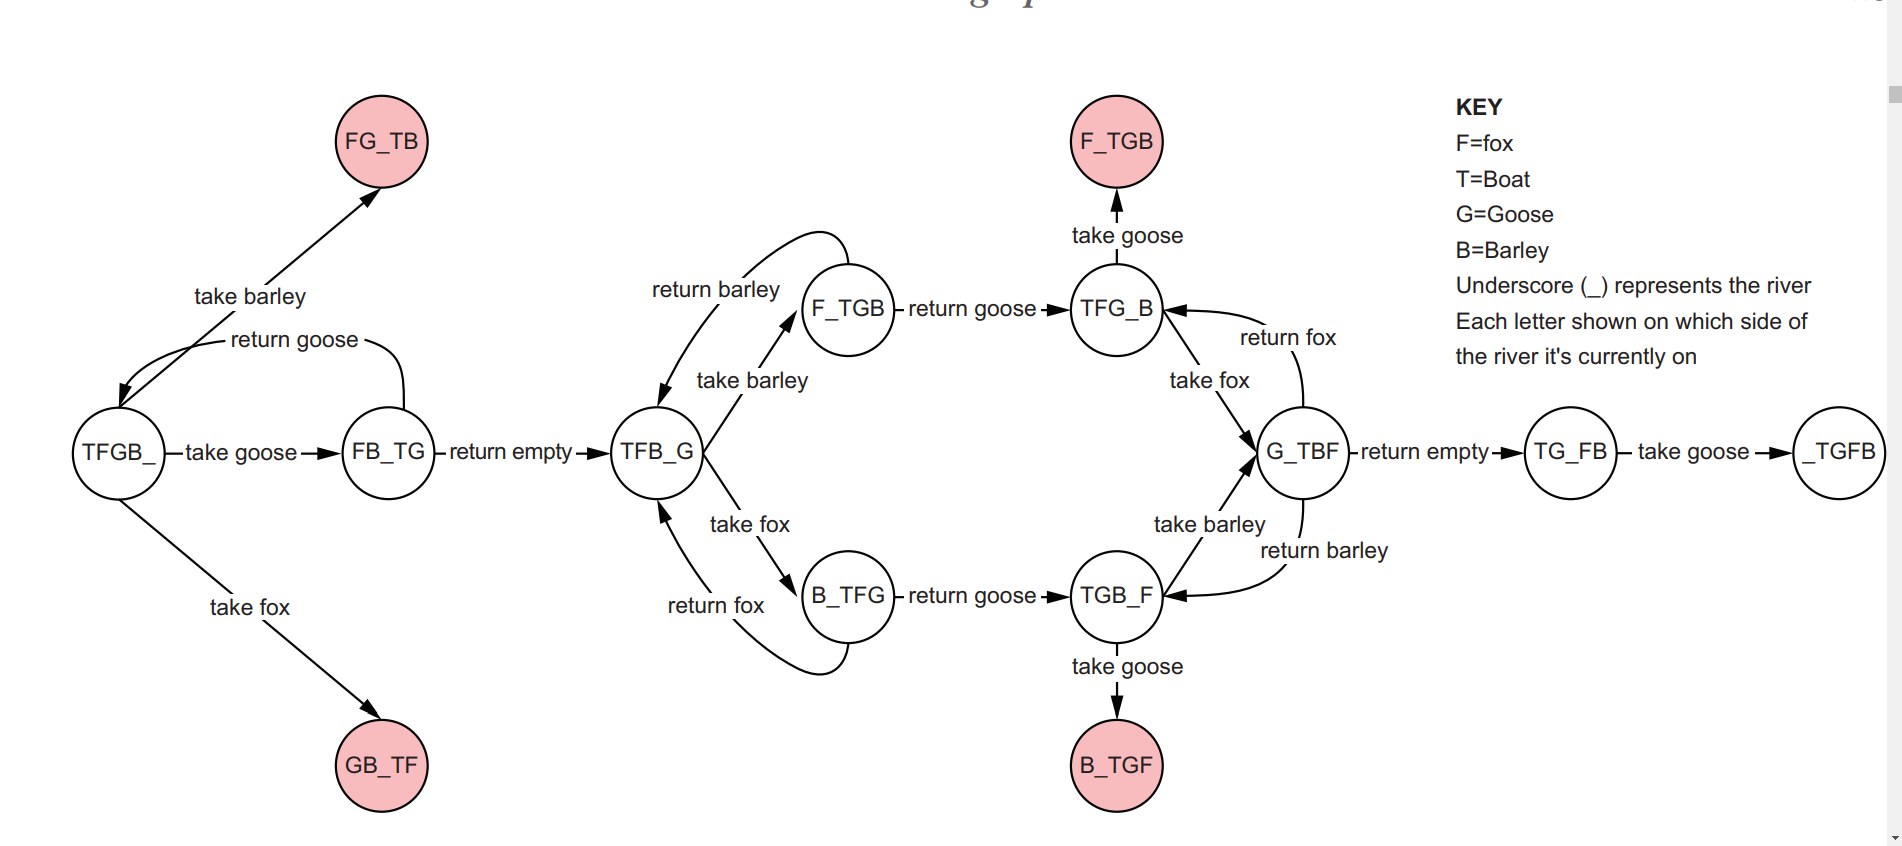 FG_TB
F_TGB
KEY
F=fox
T=Boat
G=Goose
B=Barley
Underscore (_) represents the river
Each letter shown on which side of
the river it's currently on
take goose
take barley
return goose
return barley
F_TGB
return goose
TFG_B
return fox
take barley
take fox
TFGB_
take goose
FB_TG
return empty
TFB_G
G_TBF
return empty
TG_FB
take goose
_TGFB
take fox
take barley
return barley
take fox
return fox
B_TFG
return goose
TGB_F
take goose
GB_TF
B_TGF